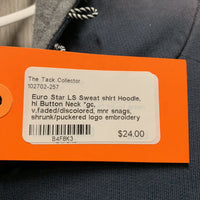 The Tack Collector
102702-257
Euro Star LS Sweat shirt Hoodie,
hi Button Neck *gc,
v.faded/discolored, mnr snags,
shrunk/puckered logo embroidery
$24.00